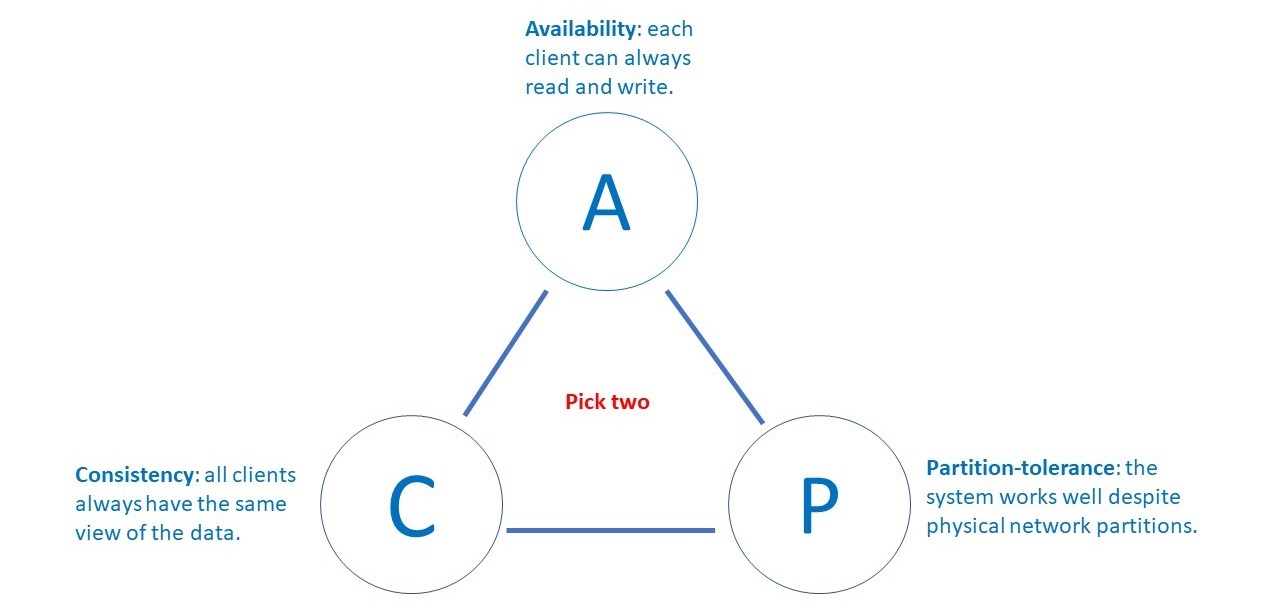 Availability: each
client can always
read and write.
A
Pick two
Consistency: all clients
always have the same
view of the data.
C
P
Partition-tolerance: the
system works well despite
physical network partitions.